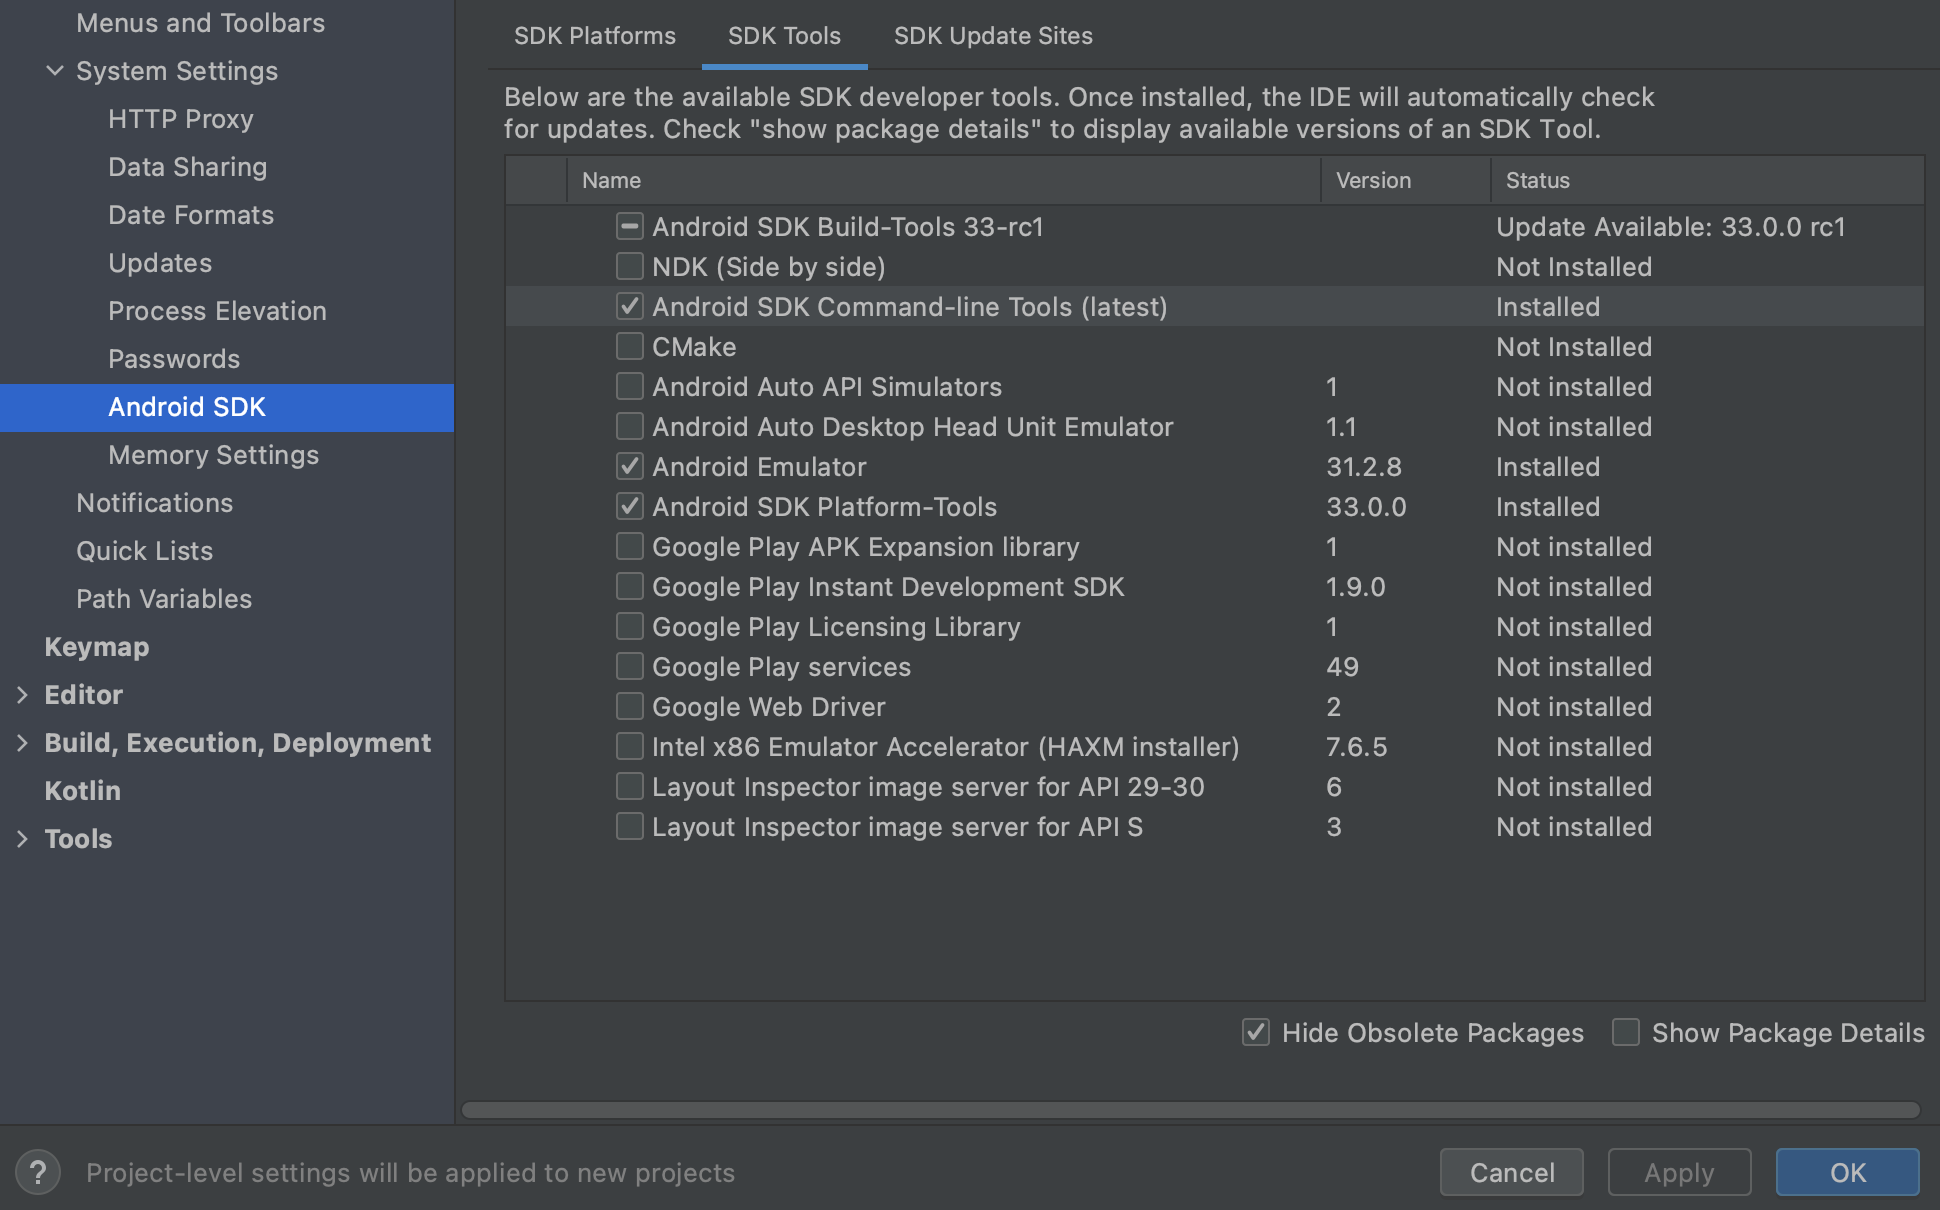 Menus and Toolbars
System Settings
HTTP Proxy
Data Sharing
Date Formats
Updates
Process Elevation
Passwords
Android SDK
Memory Settings
Notifications
Quick Lists
Path Variables
Keymap
Editor
Build, Execution, Deployment
Kotlin
Tools
SDK Platforms SDK Tools SDK Update Sites
Below are the available SDK developer tools. Once installed, the IDE will automatically check
for updates. Check "show package details" to display available versions of an SDK Tool.
Name Version Status
Android SDK Build-Tools 33-rc1 Update Available: 33.0.0 rc1
NDK (Side by side) Not Installed
Android SDK Command-line Tools (latest) Installed
CMake Not Installed
Android Auto API Simulators 1 Not installed
Android Auto Desktop Head Unit Emulator 1.1 Not installed
Android Emulator 31.2.8 Installed
Android SDK Platform-Tools 33.0.0 Installed
Google Play APK Expansion library 1 Not installed
Google Play Instant Development SDK 1.9.0 Not installed
Google Play Licensing Library 1 Not installed
Google Play services 49 Not installed
Google Web Driver 2 Not installed
Intel x86 Emulator Accelerator (HAXM installer) 7.6.5 Not installed
Layout Inspector image server for API 29-30 6 Not installed
Layout Inspector image server for API S 3 Not installed
Hide Obsolete Packages Show Package Details
? Project-level settings will be applied to new projects
Cancel Apply OK